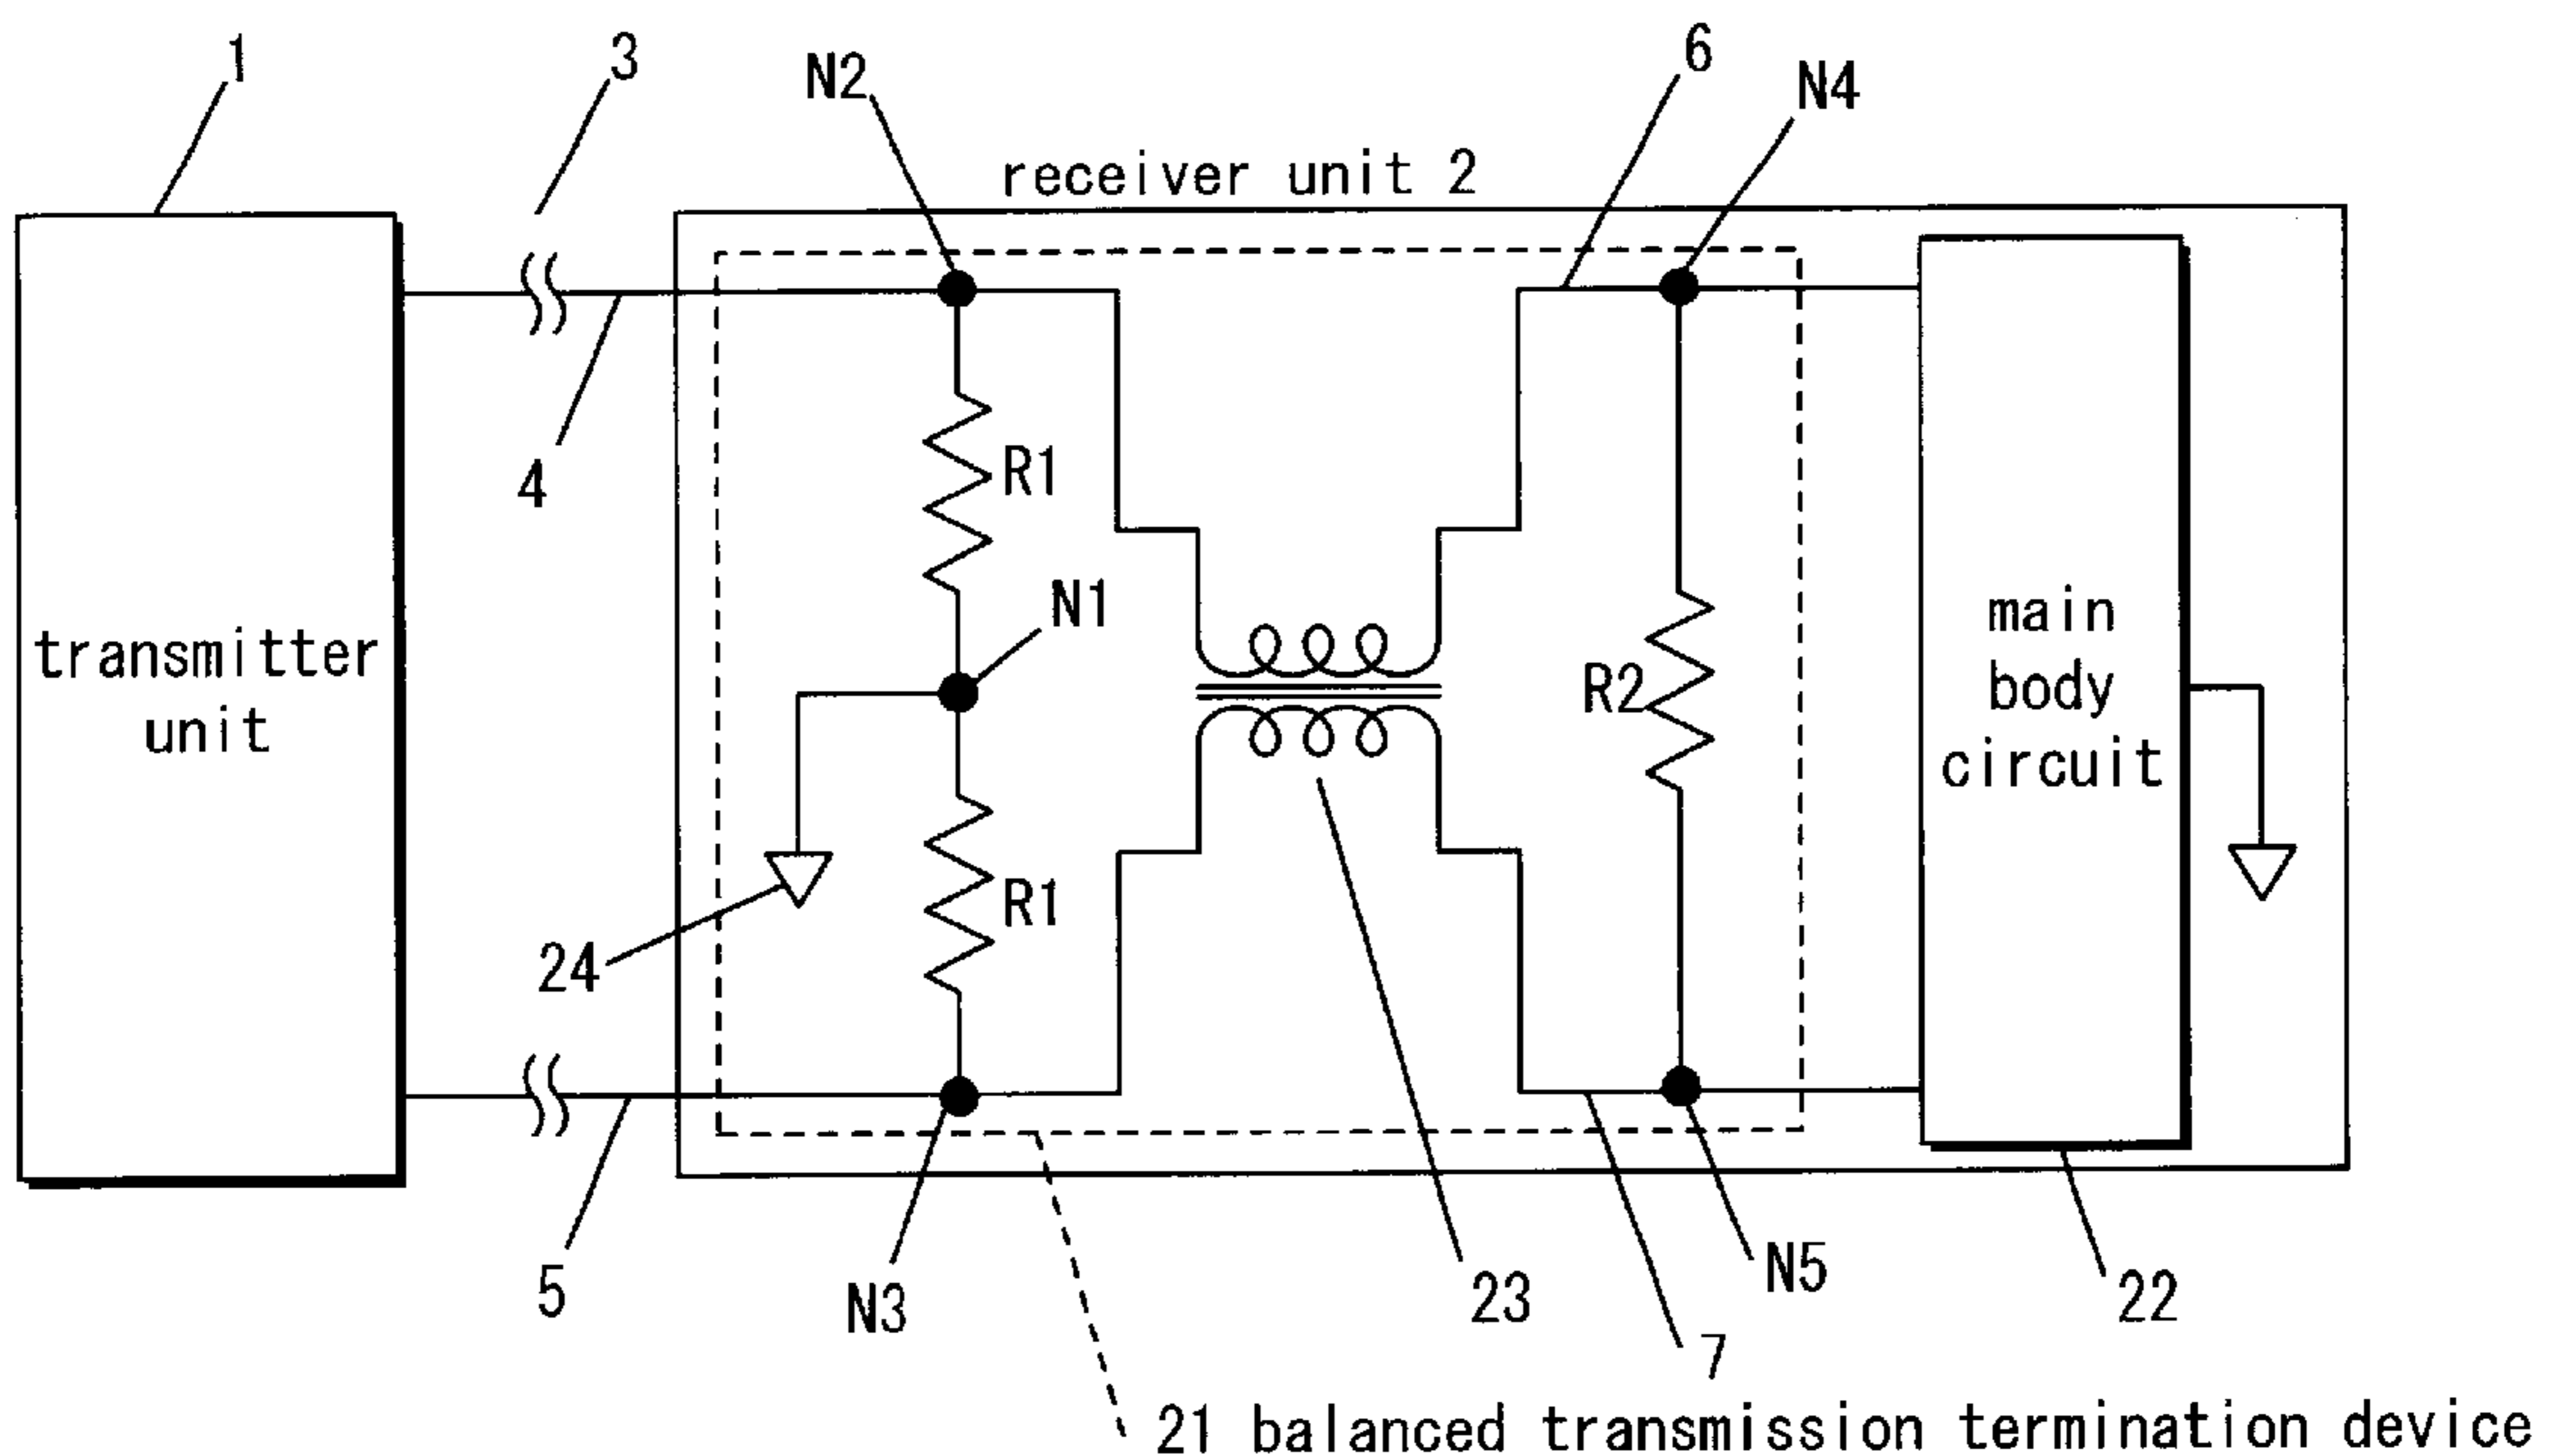 1
3
N2
6
N4
receiver unit 2
4
R1
N1
transmitter
unit
R2
main
body
circuit
R1
24
5
N3
23
N5
22
7
21 balanced transmission termination device